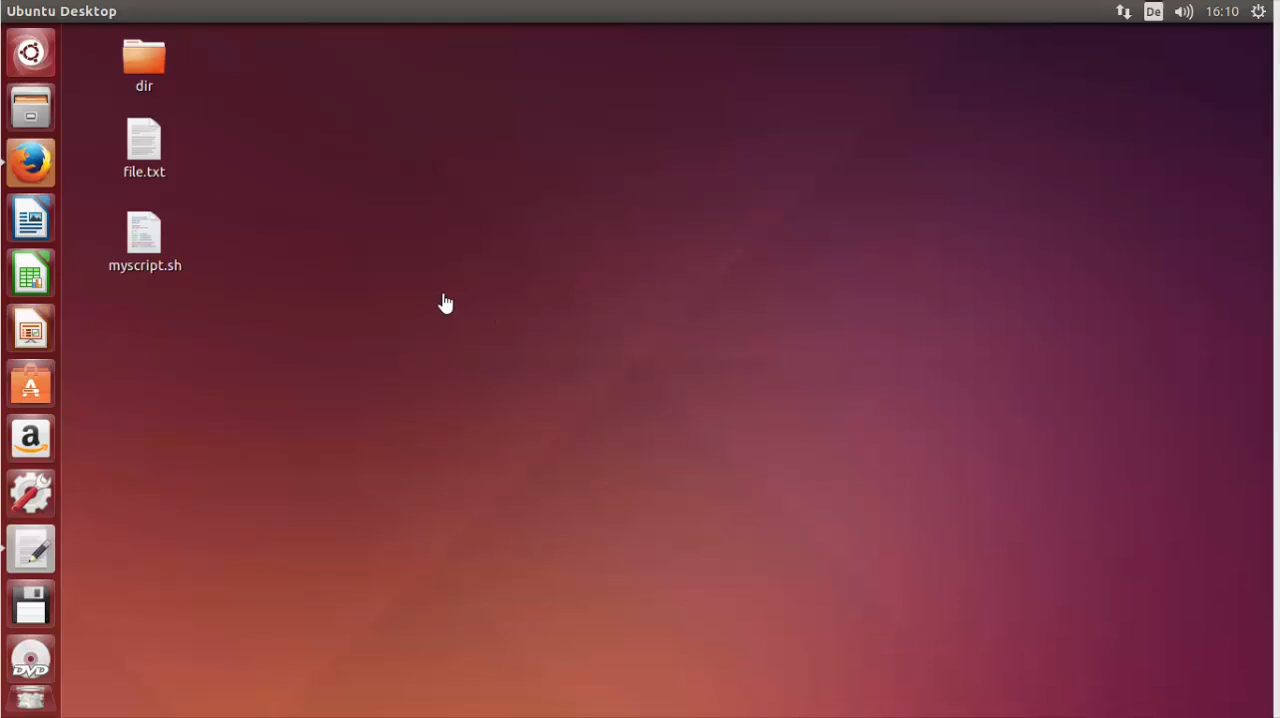 Ubuntu Desktop
De
16:10
dir
file.txt
myscript.sh
a
DVD